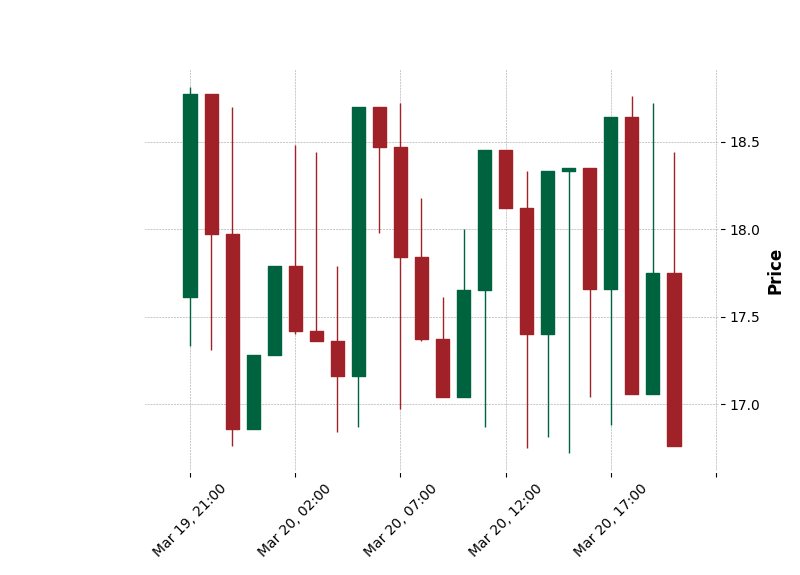 18.5
18.0
17.5
17.0
Price
Mar 19, 21:00
Mar 20, 02:00
Mar 20, 07:00
Mar 20, 12:00
Mar 20, 17:00